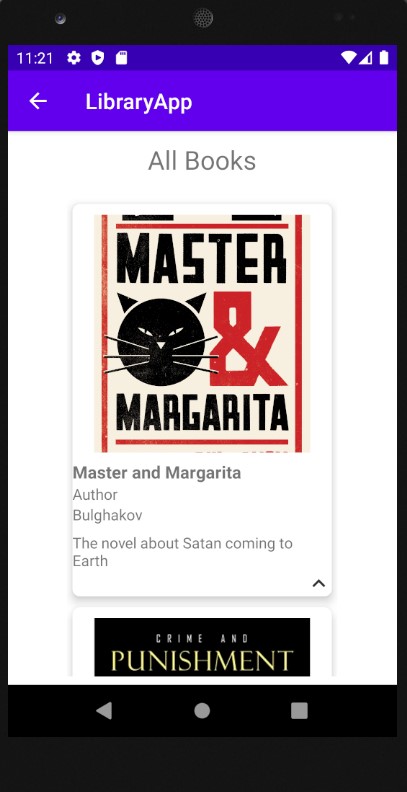 11:21
LibraryApp
All Books
MASTER
&
MARGARITA
Master and Margarita
Author
Bulghakov
The novel about Satan coming to
Earth
CRIME AND
PUNISHMENT